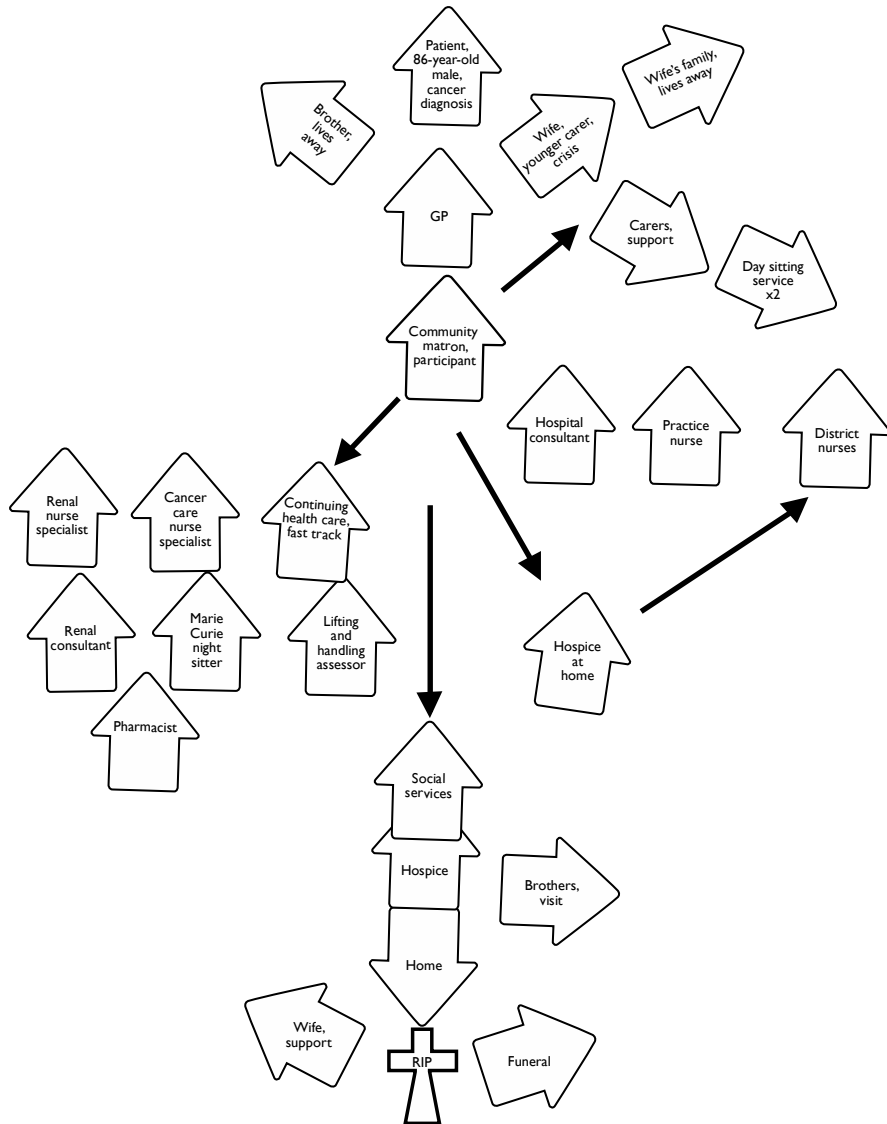 Patient,
86-year-old
male,
cancer
diagnosis
Wife's family,
lives away
Brother,
lives
away
Wife,
younger carer,
crisis
GP
Carers,
support
Day sitting
service
x2
Community
matron,
participant
Hospital
consultant
Practice
nurse
District
nurses
Renal
nurse
specialist
Cancer
care
nurse
specialist
Continuing
health care,
fast track
Renal
consultant
Marie
Curie
night
sitter
Lifting
and
handling
assessor
Hospice
at
home
Pharmacist
Social
services
Hospice
Brothers,
visit
Home
Wife,
support
RIP
Funeral